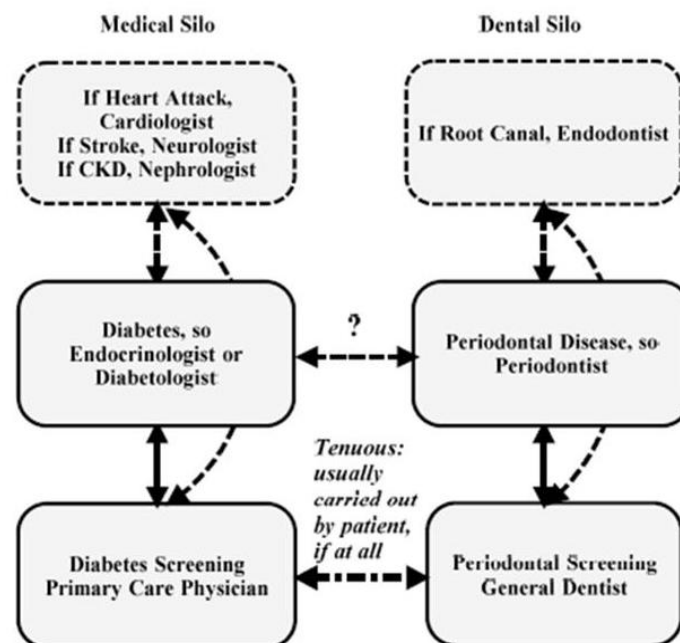 Medical Silo
Dental Silo
If Heart Attack,
Cardiologist
If Stroke, Neurologist
If CKD, Nephrologist
If Root Canal, Endodontist
Diabetes, so
Endocrinologist or
Diabetologist
?
Periodontal Disease, so
Periodontist
Tenuous:
usually
carried out
by patient,
if at all
Diabetes Screening
Primary Care Physician
Periodontal Screening
General Dentist